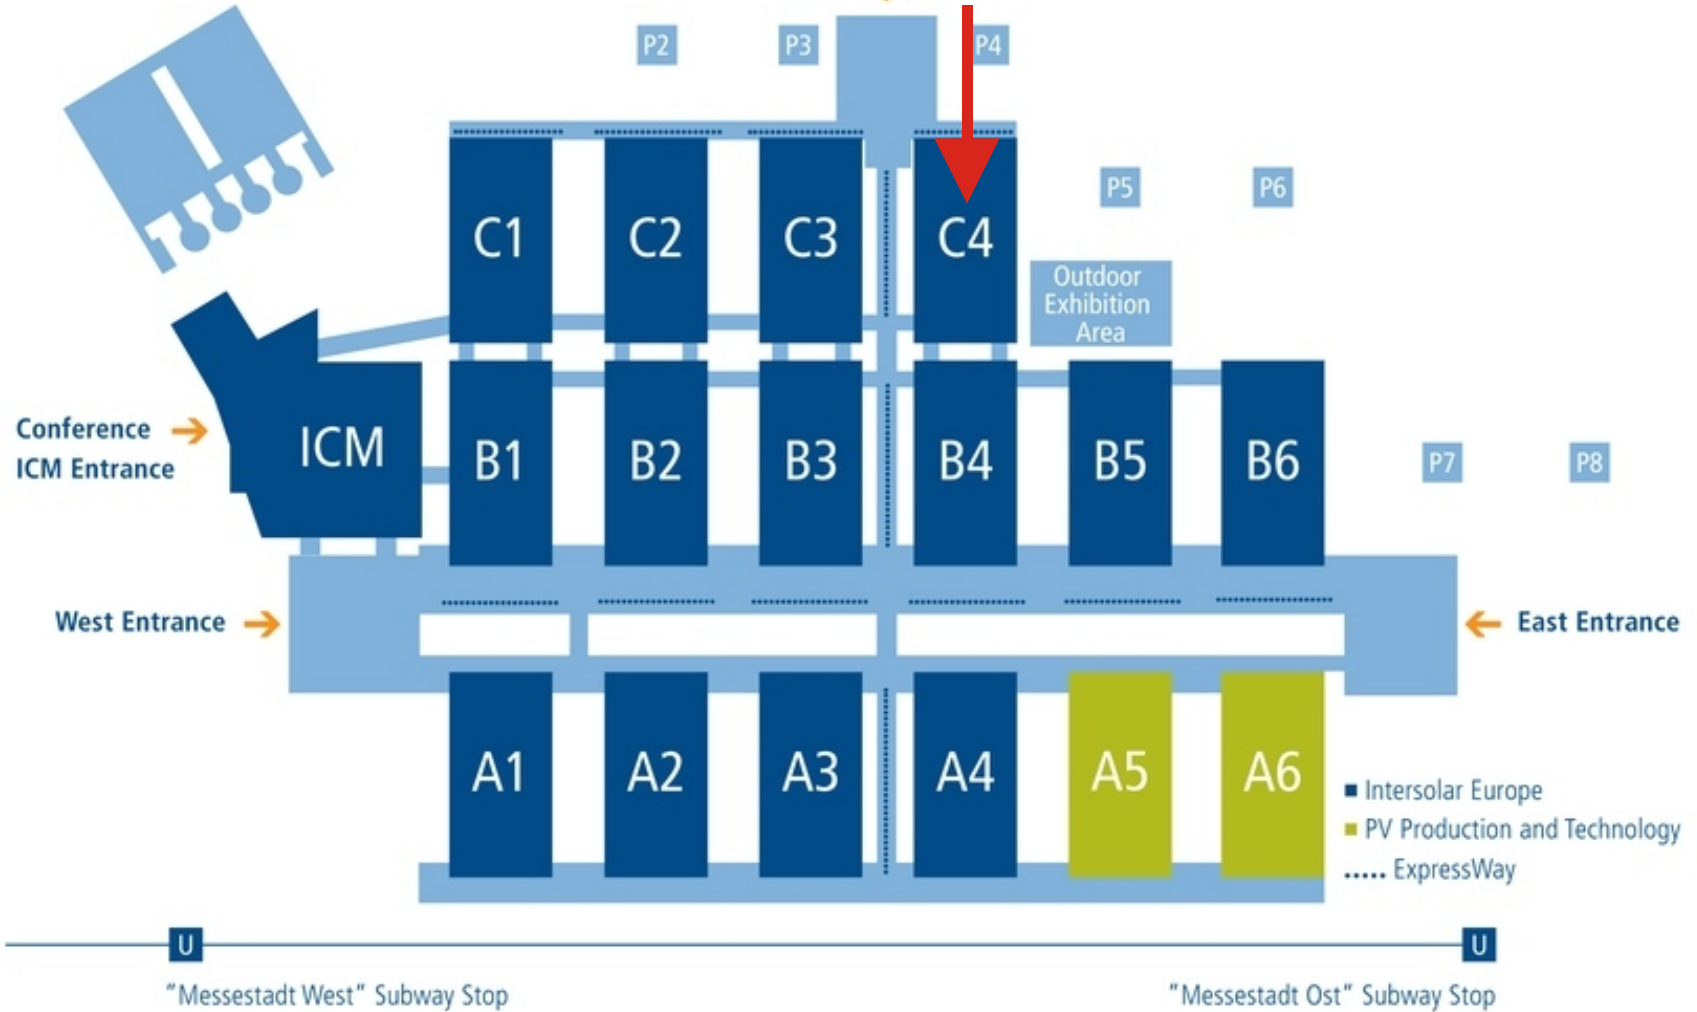 P2
P3
P4
C1
C2
C3
C4
P5
P6
Outdoor
Exhibition
Area
Conference
ICM Entrance
ICM
B1
B2
B3
B4
B5
B6
P7
P8
West Entrance
East Entrance
A1
A2
A3
A4
A5
A6
Intersolar Europe
PV Production and Technology
..... ExpressWay
U
U
"Messestadt West" Subway Stop
"Messestadt Ost" Subway Stop